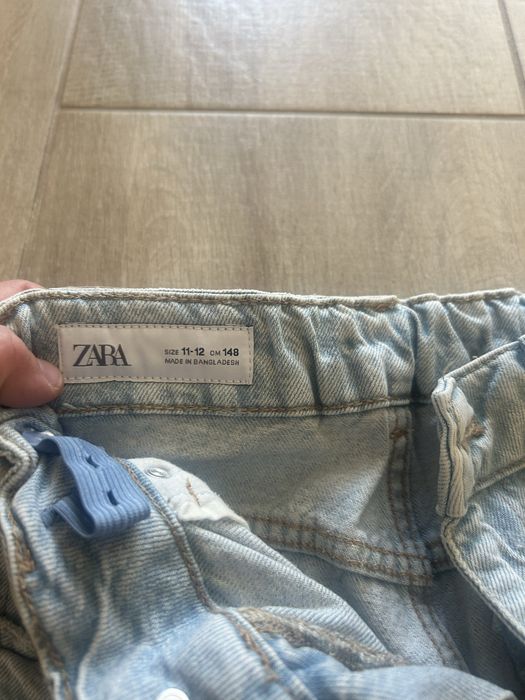 ZARA
SIZE 11-12 CM 148
MADE IN BANGLADESH